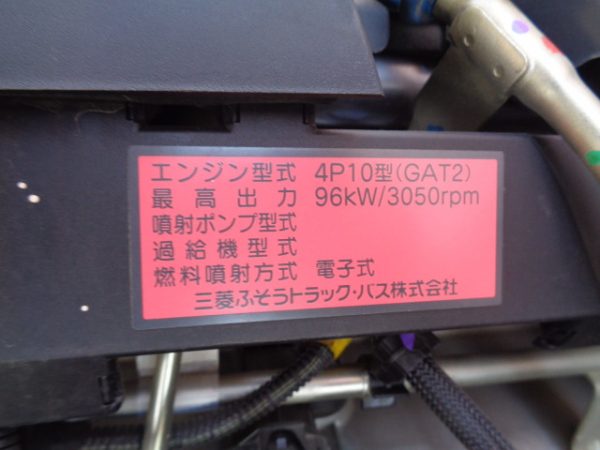 エンジン型式 4P10型(GAT2)
最高出力 96kW/3050rpm
噴射ポンプ型式
過給機型式
燃料噴射方式 電子式
三菱ふそうトラック・バス株式会社